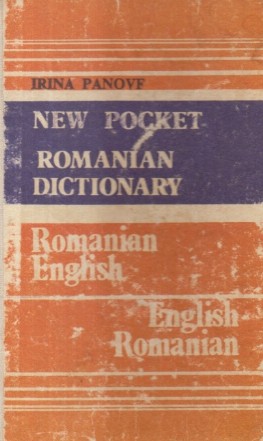 IRINA PANOVF
NEW POCKET
ROMANIAN
DICTIONARY
Romanian
English
English
Romanian